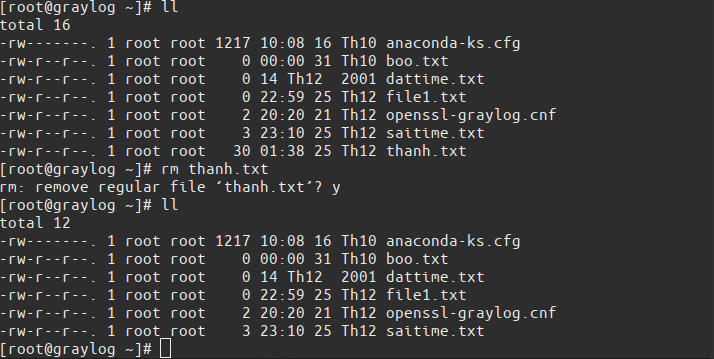 [root@graylog ~]# ll
total 16
-rw-------. 1 root root 1217 10:08 16 Th10 anaconda-ks.cfg
-rw-r--r--. 1 root root    0 00:00 31 Th10 boo.txt
-rw-r--r--. 1 root root    0 14 Th12  2001 dattime.txt
-rw-r--r--. 1 root root    0 22:59 25 Th12 file1.txt
-rw-r--r--. 1 root root    2 20:20 21 Th12 openssl-graylog.cnf
-rw-r--r--. 1 root root    3 23:10 25 Th12 saitime.txt
-rw-r--r--. 1 root root   30 01:38 25 Th12 thanh.txt
[root@graylog ~]# rm thanh.txt
rm: remove regular file ‘thanh.txt’? y
[root@graylog ~]# ll
total 12
-rw-------. 1 root root 1217 10:08 16 Th10 anaconda-ks.cfg
-rw-r--r--. 1 root root    0 00:00 31 Th10 boo.txt
-rw-r--r--. 1 root root    0 14 Th12  2001 dattime.txt
-rw-r--r--. 1 root root    0 22:59 25 Th12 file1.txt
-rw-r--r--. 1 root root    2 20:20 21 Th12 openssl-graylog.cnf
-rw-r--r--. 1 root root    3 23:10 25 Th12 saitime.txt
[root@graylog ~]#